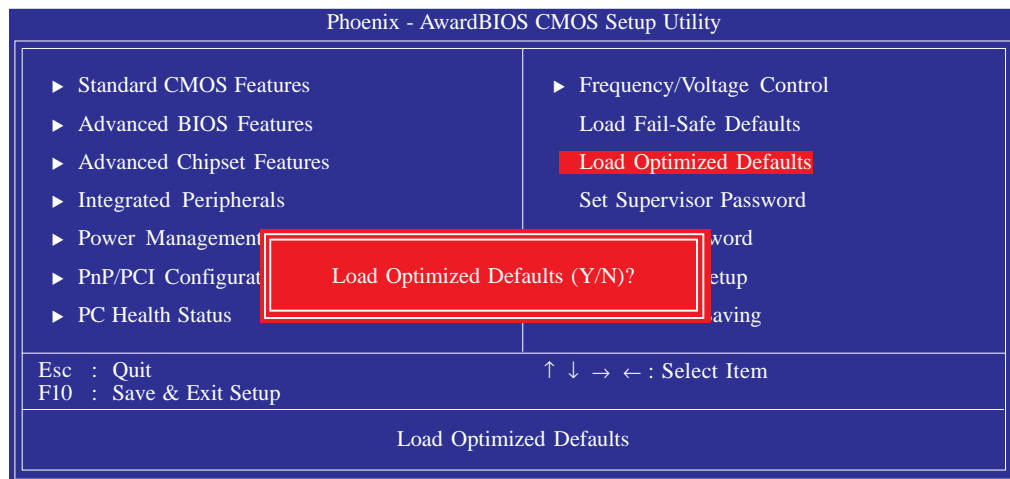 Phoenix - AwardBIOS CMOS Setup Utility
▶ Standard CMOS Features
▶ Advanced BIOS Features
▶ Advanced Chipset Features
▶ Integrated Peripherals
▶ Power Management
▶ PnP/PCI Configurat
▶ PC Health Status
▶ Frequency/Voltage Control
Load Fail-Safe Defaults
Load Optimized Defaults
Set Supervisor Password
word
etup
aving
Load Optimized Defaults (Y/N)?
Esc : Quit
F10 : Save & Exit Setup
↑ ↓ → ← : Select Item
Load Optimized Defaults